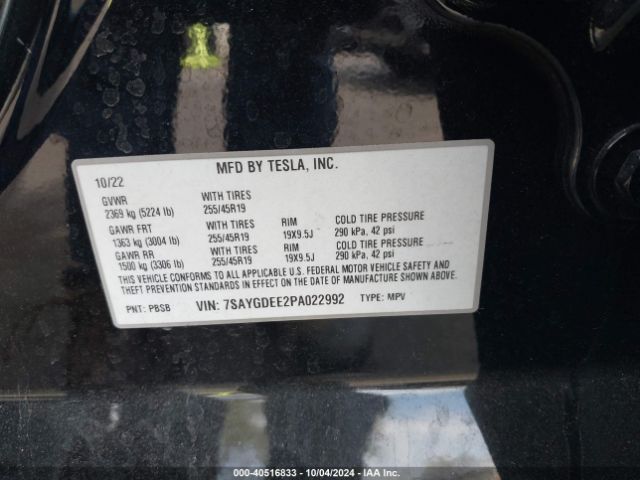 MFD BY TESLA, INC.
10/22
GVWR WITH TIRES
2369 kg (5224 lb) 255/45R19
GAWR FRT WITH TIRES RIM COLD TIRE PRESSURE
1363 kg (3004 lb) 255/45R19 19X9.5J 290 kPa, 42 psi
GAWR RR WITH TIRES RIM COLD TIRE PRESSURE
1500 kg (3306 lb) 255/45R19 19X9.5J 290 kPa, 42 psi
THIS VEHICLE CONFORMS TO ALL APPLICABLE U.S. FEDERAL MOTOR VEHICLE SAFETY AND
THEFT PREVENTION STANDARDS IN EFFECT ON THE DATE OF MANUFACTURE SHOWN ABOVE.
PNT: PBSB VIN: 7SAYGDEE2PA022992 TYPE: MPV
000-40516833 - 10/04/2024 - IAA Inc.